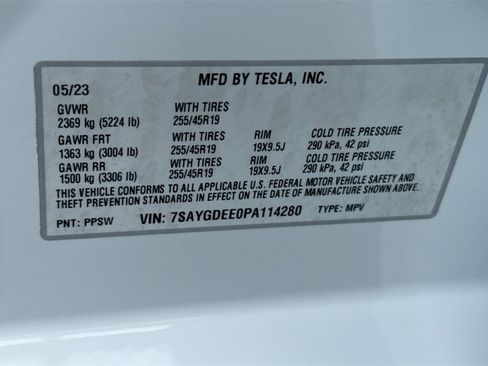 MFD BY TESLA, INC.
05/23
GVWR WITH TIRES
2369 kg (5224 lb) 255/45R19
GAWR FRT WITH TIRES RIM COLD TIRE PRESSURE
1363 kg (3004 lb) 255/45R19 19X9.5J 290 kPa, 42 psi
GAWR RR WITH TIRES RIM COLD TIRE PRESSURE
1500 kg (3306 lb) 255/45R19 19X9.5J 290 kPa, 42 psi
THIS VEHICLE CONFORMS TO ALL APPLICABLE U.S. FEDERAL MOTOR VEHICLE SAFETY AND
THEFT PREVENTION STANDARDS IN EFFECT ON THE DATE OF MANUFACTURE SHOWN ABOVE.
PNT: PPSW VIN: 7SAYGDEE0PA114280 TYPE: MPV